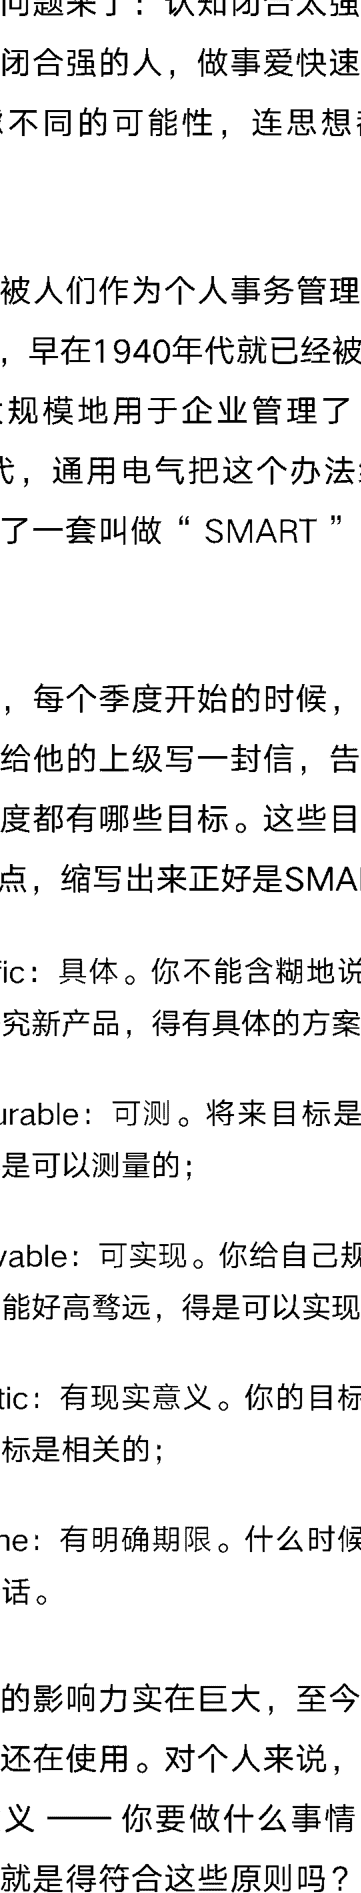 问题来了：认知闭合太强
闭合强的人，做事爱快速
不同的可能性，连思想
被人们作为个人事务管理
，早在1940年代就已经被
规模地用于企业管理了
代，通用电气把这个办法
了一套叫做“SMART”
，每个季度开始的时候，
给他的上级写一封信，告
度都有哪些目标。这些目
点，缩写出来正好是SMA
fic：具体。你不能含糊地说
究新产品，得有具体的方案
urable：可测。将来目标是
是可以测量的；
vable：可实现。你给自己规
能好高骛远，得是可以实现
tic：有现实意义。你的目标
标是相关的；
ne：有明确期限。什么时候
话。
的影响力实在巨大，至今
还在使用。对个人来说，
义 —— 你要做什么事情
就是得符合这些原则吗？